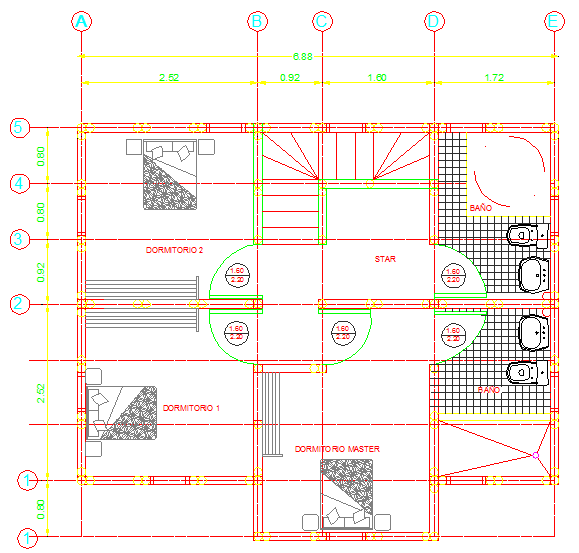 A B C D E
6.88
2.52 0.92 1.60 1.72
5
0.80
4
0.80
BAÑO
3
DORMITORIO 2
STAR
0.92
1.60
2.20
1.60
2.20
2
1.60
2.20
1.60
2.20
1.60
2.20
2.52
BAÑO
DORMITORIO 1
DORMITORIO MASTER
1
0.80
1